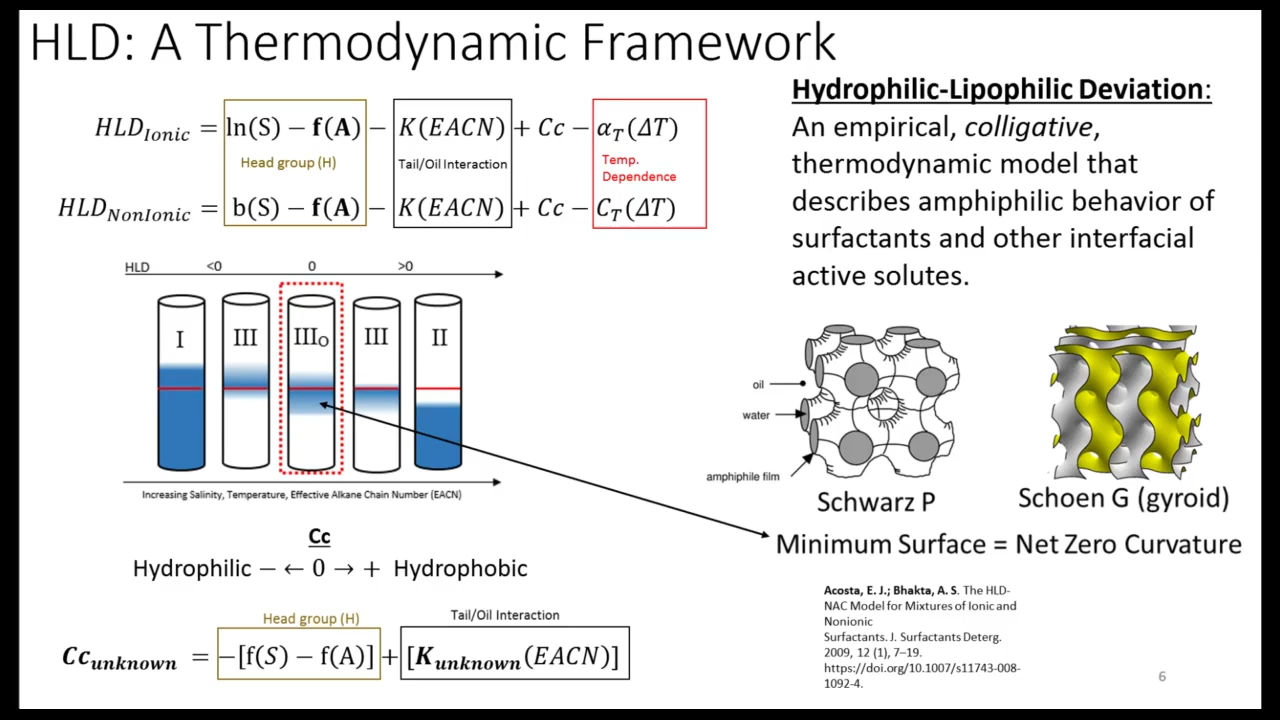 HLD: A Thermodynamic Framework
HLD_Ionic = ln(S) − f(A) − K(EACN) + Cc − α_T(ΔT)
Head group (H)
Tail/Oil Interaction
Temp.
Dependence
HLD_NonIonic = b(S) − f(A) − K(EACN) + Cc − C_T(ΔT)
Hydrophilic-Lipophilic Deviation:
An empirical, colligative,
thermodynamic model that
describes amphiphilic behavior of
surfactants and other interfacial
active solutes.
HLD <0 0 >0
I III III_O III II
Increasing Salinity, Temperature, Effective Alkane Chain Number (EACN)
oil
water
amphiphile film
Schwarz P
Schoen G (gyroid)
Minimum Surface = Net Zero Curvature
Cc
Hydrophilic − ← 0 → + Hydrophobic
Head group (H)
Tail/Oil Interaction
Cc_unknown = −[f(S) − f(A)] + [K_unknown(EACN)]
Acosta, E. J.; Bhakta, A. S. The HLD-
NAC Model for Mixtures of Ionic and
Nonionic
Surfactants. J. Surfactants Deterg.
2009, 12 (1), 7–19.
https://doi.org/10.1007/s11743-008-
1092-4.
6